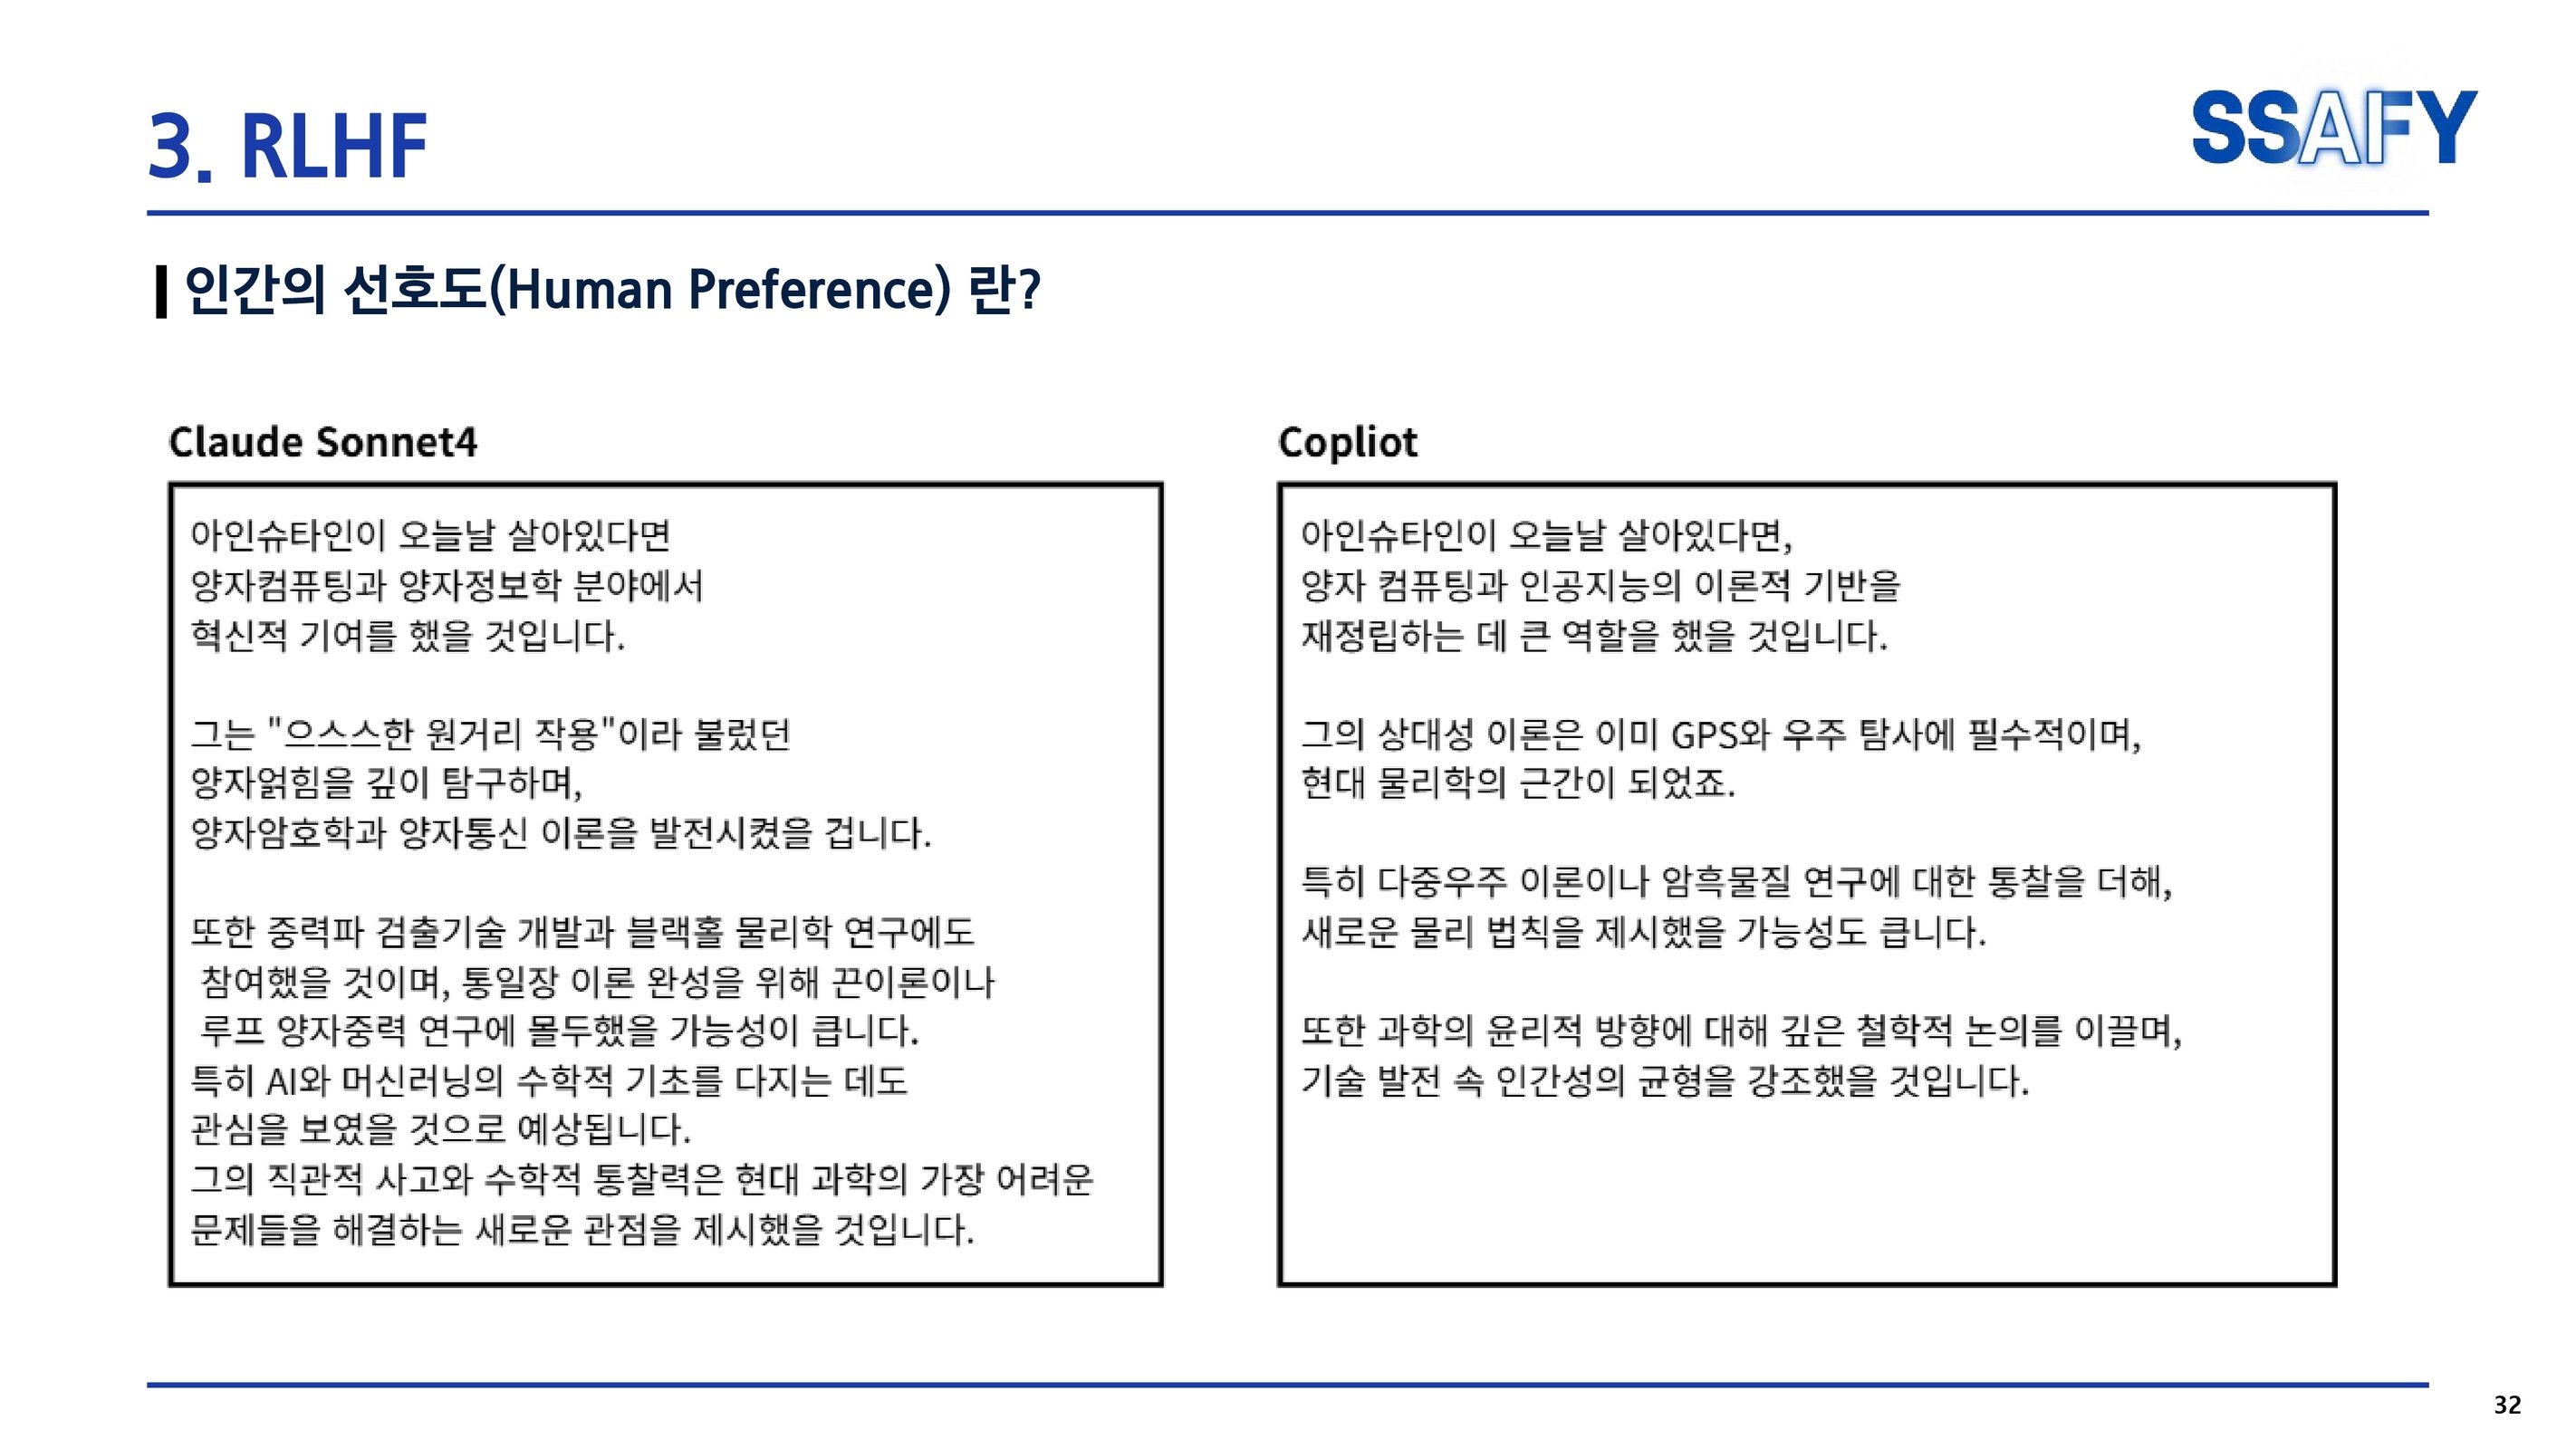 3. RLHF
SSAFY
인간의 선호도(Human Preference) 란?
Claude Sonnet4
아인슈타인이 오늘날 살아있다면
양자컴퓨팅과 양자정보학 분야에서
혁신적 기여를 했을 것입니다.
그는 "으스스한 원거리 작용"이라 불렀던
양자얽힘을 깊이 탐구하며,
양자암호학과 양자통신 이론을 발전시켰을 겁니다.
또한 중력파 검출기술 개발과 블랙홀 물리학 연구에도
참여했을 것이며, 통일장 이론 완성을 위해 끈이론이나
루프 양자중력 연구에 몰두했을 가능성이 큽니다.
특히 AI와 머신러닝의 수학적 기초를 다지는 데도
관심을 보였을 것으로 예상됩니다.
그의 직관적 사고와 수학적 통찰력은 현대 과학의 가장 어려운
문제들을 해결하는 새로운 관점을 제시했을 것입니다.
Copliot
아인슈타인이 오늘날 살아있다면,
양자 컴퓨팅과 인공지능의 이론적 기반을
재정립하는 데 큰 역할을 했을 것입니다.
그의 상대성 이론은 이미 GPS와 우주 탐사에 필수적이며,
현대 물리학의 근간이 되었죠.
특히 다중우주 이론이나 암흑물질 연구에 대한 통찰을 더해,
새로운 물리 법칙을 제시했을 가능성도 큽니다.
또한 과학의 윤리적 방향에 대해 깊은 철학적 논의를 이끌며,
기술 발전 속 인간성의 균형을 강조했을 것입니다.
32